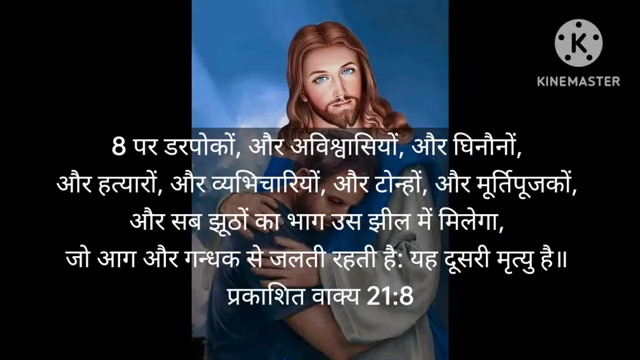 KINEMASTER
8 पर डरपोकों, और अविश्वासियों, और घिनौनों,
और हत्यारों, और व्यभिचारियों, और टोन्हों, और मूर्तिपूजकों,
और सब झूठों का भाग उस झील में मिलेगा,
जो आग और गन्धक से जलती रहती है: यह दूसरी मृत्यु है॥
प्रकाशित वाक्य 21:8